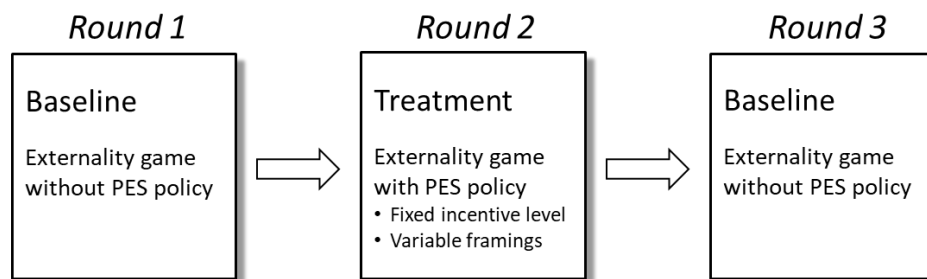 Round 1
Baseline
Externality game
without PES policy
Round 2
Treatment
Externality game
with PES policy
• Fixed incentive level
• Variable framings
Round 3
Baseline
Externality game
without PES policy